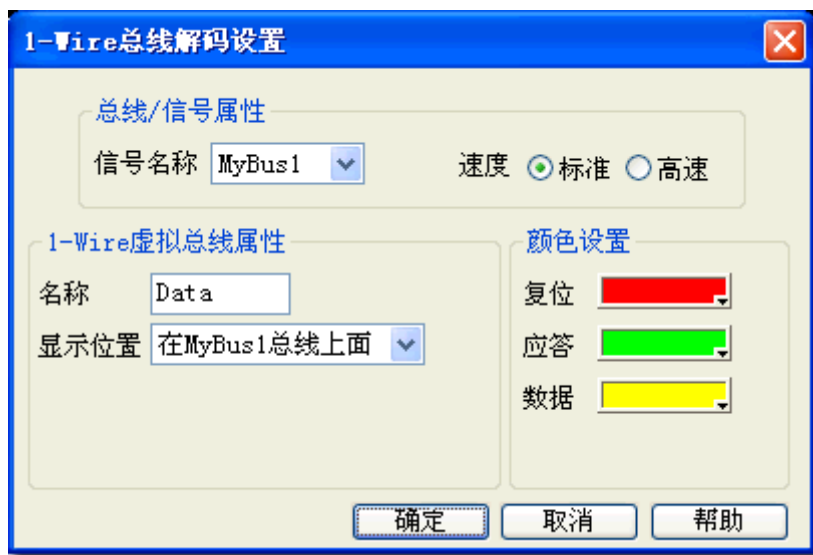 1-Wire总线解码设置
总线/信号属性
信号名称 MyBus1 速度 标准 高速
1-Wire虚拟总线属性
名称 Data
显示位置 在MyBus1总线上面
颜色设置
复位
应答
数据
确定 取消 帮助